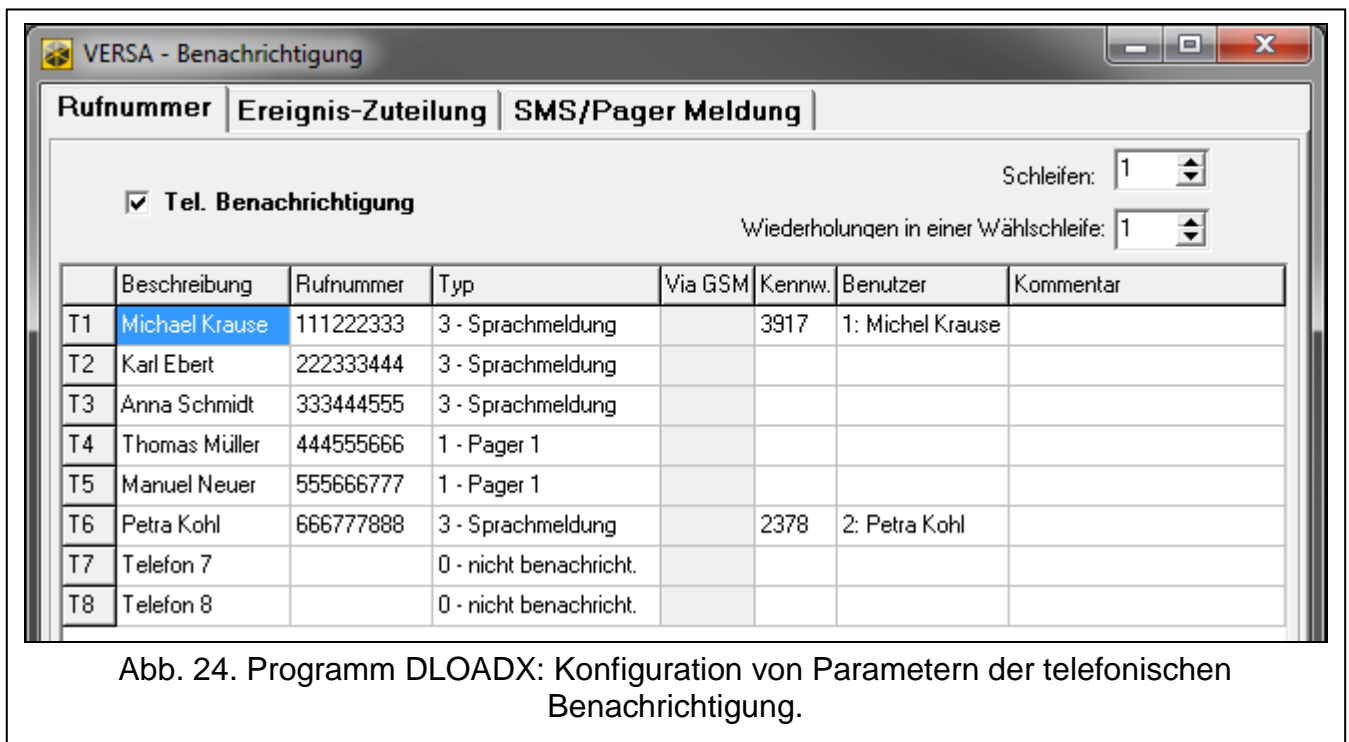 VERSA - Benachrichtigung
Rufnummer Ereignis-Zuteilung SMS/Pager Meldung
Schleifen: 1
Tel. Benachrichtigung
Wiederholungen in einer Wählschleife: 1
Beschreibung Rufnummer Typ Via GSM Kennw. Benutzer Kommentar
T1 Michael Krause 111222333 3 - Sprachmeldung 3917 1: Michel Krause
T2 Karl Ebert 222333444 3 - Sprachmeldung
T3 Anna Schmidt 333444555 3 - Sprachmeldung
T4 Thomas Müller 444555666 1 - Pager 1
T5 Manuel Neuer 555666777 1 - Pager 1
T6 Petra Kohl 666777888 3 - Sprachmeldung 2378 2: Petra Kohl
T7 Telefon 7 0 - nicht benachricht.
T8 Telefon 8 0 - nicht benachricht.
Abb. 24. Programm DLOADX: Konfiguration von Parametern der telefonischen
Benachrichtigung.